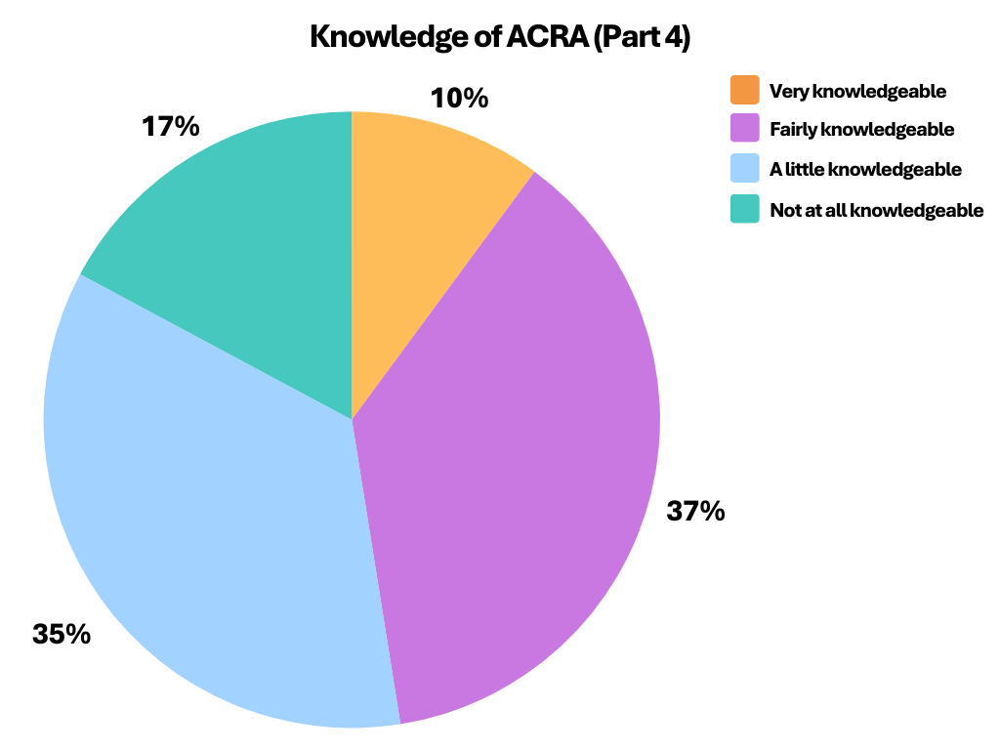 Knowledge of ACRA (Part 4)
10%
17%
37%
35%
Very knowledgeable
Fairly knowledgeable
A little knowledgeable
Not at all knowledgeable